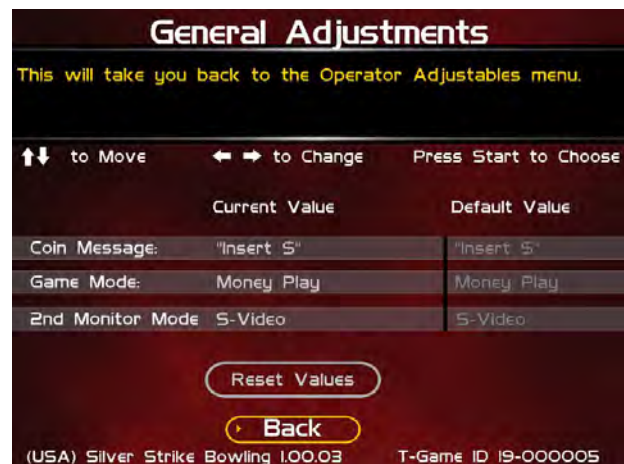 General Adjustments
This will take you back to the Operator Adjustables menu.
to Move to Change Press Start to Choose
Current Value Default Value
Coin Message: "Insert $" "Insert $"
Game Mode: Money Play Money Play
2nd Monitor Mode S-Video S-Video
Reset Values
Back
(USA) Silver Strike Bowling 1.00.03 T-Game ID 19-000005